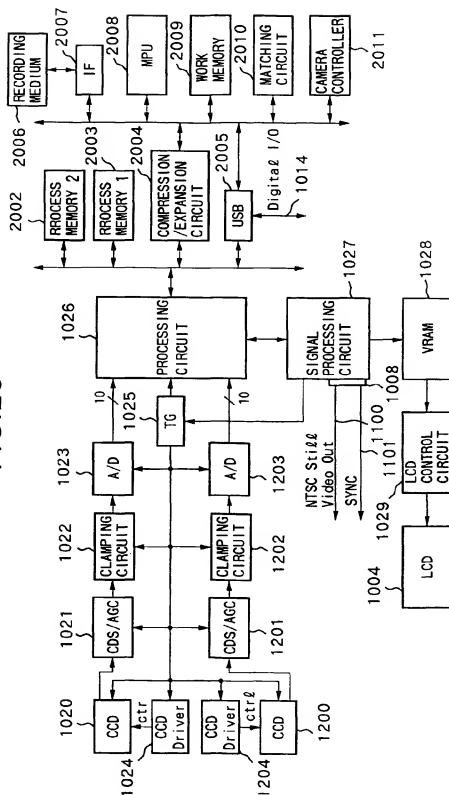 2006
RECORDING
MEDIUM
2007
IF
2008
MPU
2009
WORK
MEMORY
2010
MATCHING
CIRCUIT
2011
CAMERA
CONTROLLER
2002
RROCESS
MEMORY 2
2003
RROCESS
MEMORY 1
2004
COMPRESSION
/EXPANSION
CIRCUIT
2005
USB
Digital I/O
1014
1026
PROCESSING
CIRCUIT
1027
SIGNAL
PROCESSING
CIRCUIT
1028
VRAM
10
1025
TG
10
1008
1100
1101
NTSC Still
Video Out
SYNC
1029
LCD
CONTROL
CIRCUIT
1004
LCD
1023
A/D
1203
A/D
1022
CLAMPING
CIRCUIT
1202
CLAMPING
CIRCUIT
1021
CDS/AGC
1201
CDS/AGC
1020
CCD
ctr
1024
CCD
Driver
1204
CCD
Driver
ctrl
1200
CCD